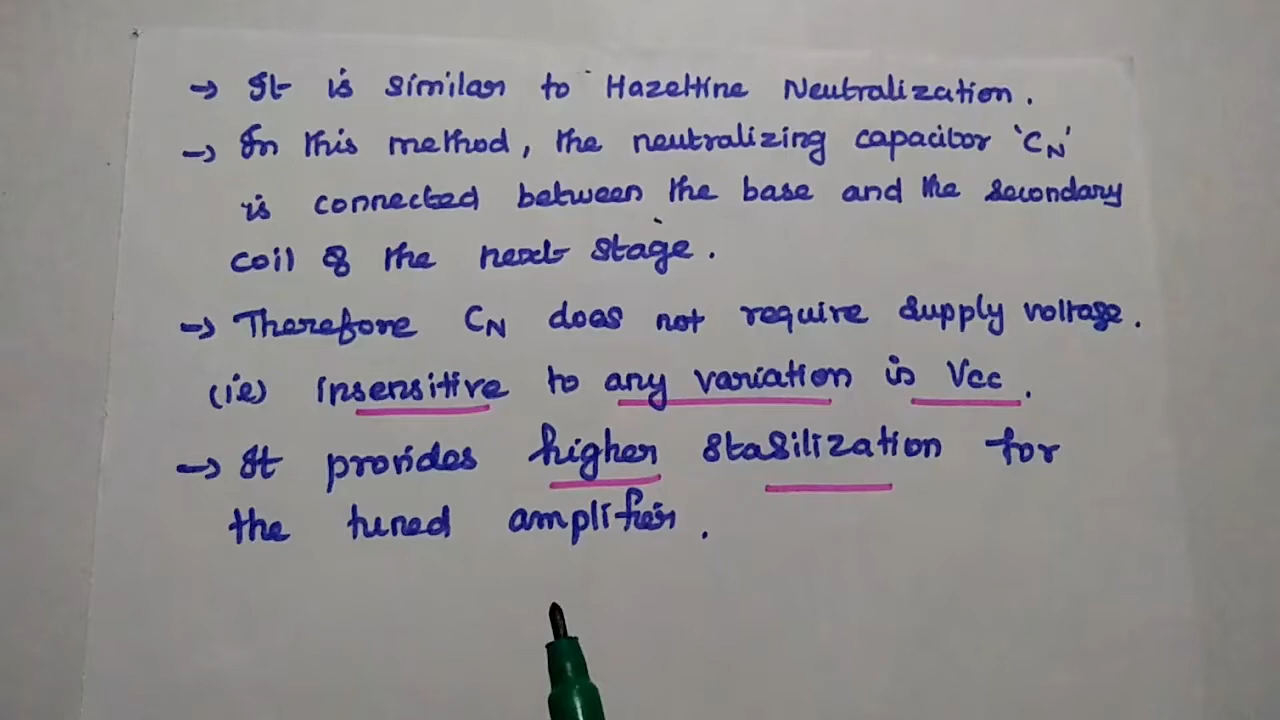 → It is similar to Hazeltine Neutralization.
→ In this method, the neutralizing capacitor 'CN'
is connected between the base and the secondary
coil of the next stage.
→ Therefore CN does not require supply voltage.
(ie) insensitive to any variation in Vcc.
→ It provides higher stasilization for
the tuned amplifier.